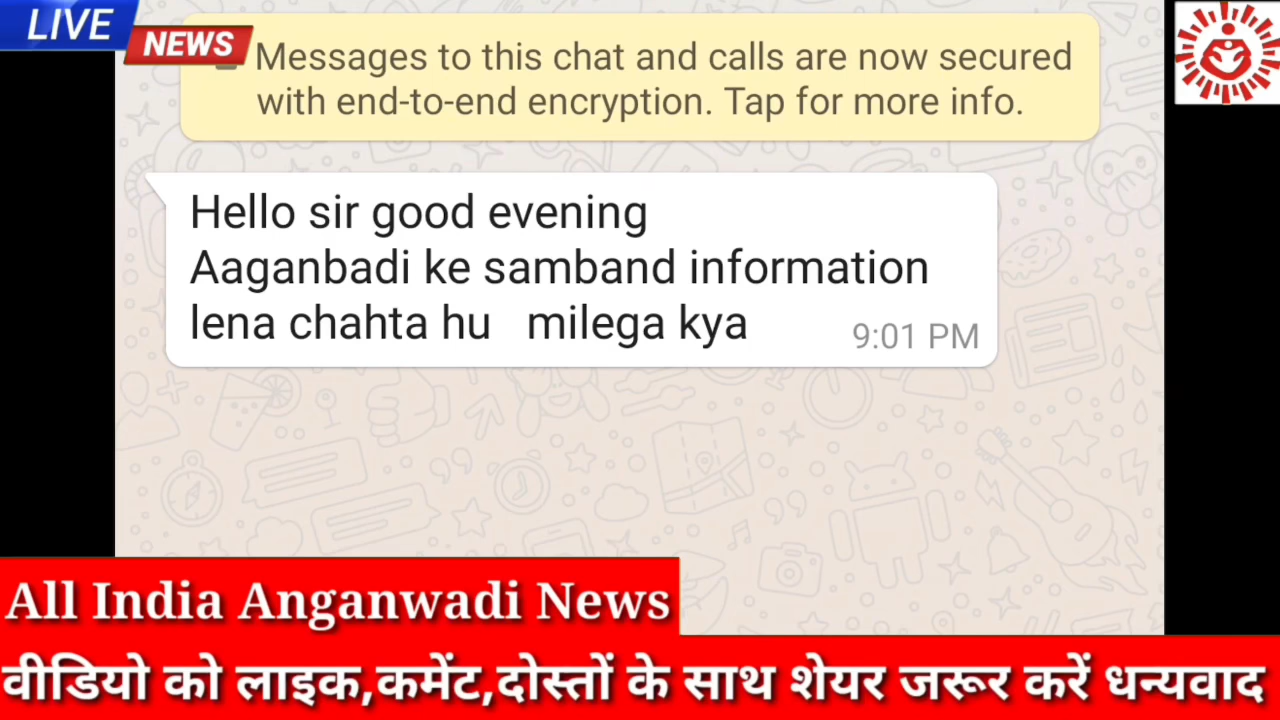 LIVE
NEWS
Messages to this chat and calls are now secured
with end-to-end encryption. Tap for more info.
Hello sir good evening
Aaganbadi ke samband information
lena chahta hu milega kya
9:01 PM
All India Anganwadi News
वीडियो को लाइक,कमेंट,दोस्तों के साथ शेयर जरूर करें धन्यवाद